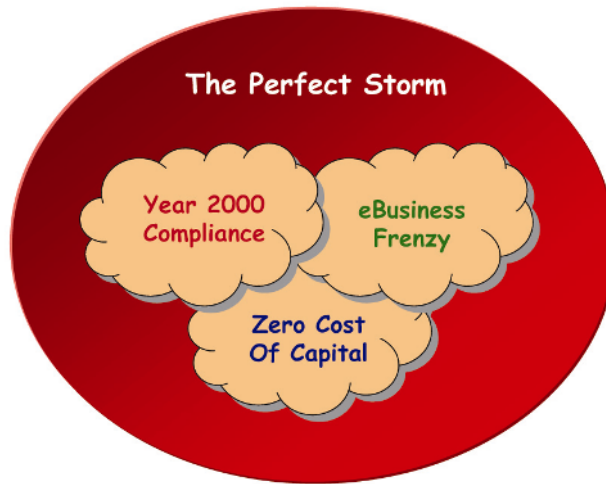 The Perfect Storm
Year 2000
Compliance
eBusiness
Frenzy
Zero Cost
Of Capital